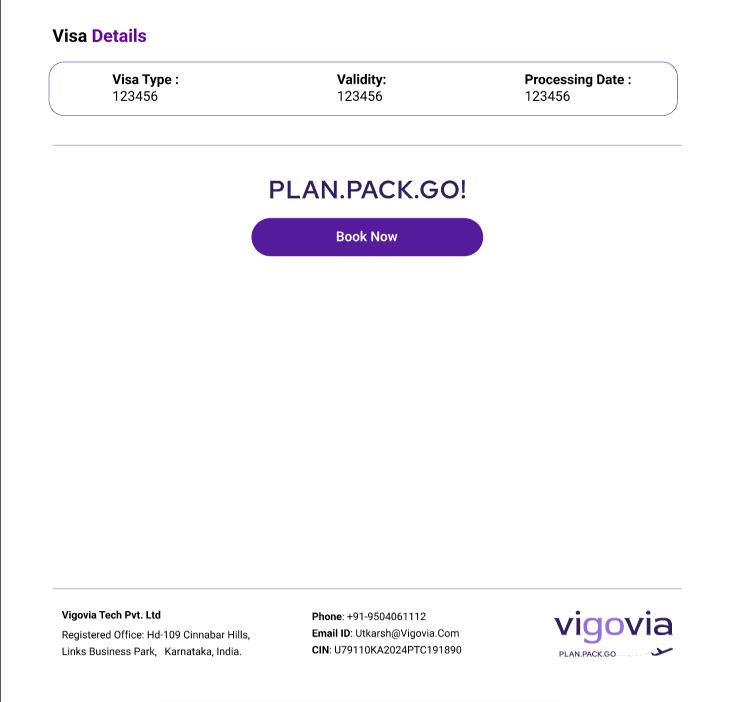 Visa Details
Visa Type :
123456
Validity:
123456
Processing Date :
123456
PLAN.PACK.GO!
Book Now
Vigovia Tech Pvt. Ltd
Registered Office: Hd-109 Cinnabar Hills,
Links Business Park, Karnataka, India.
Phone: +91-9504061112
Email ID: Utkarsh@Vigovia.Com
CIN: U79110KA2024PTC191890
vigovia
PLAN.PACK.GO